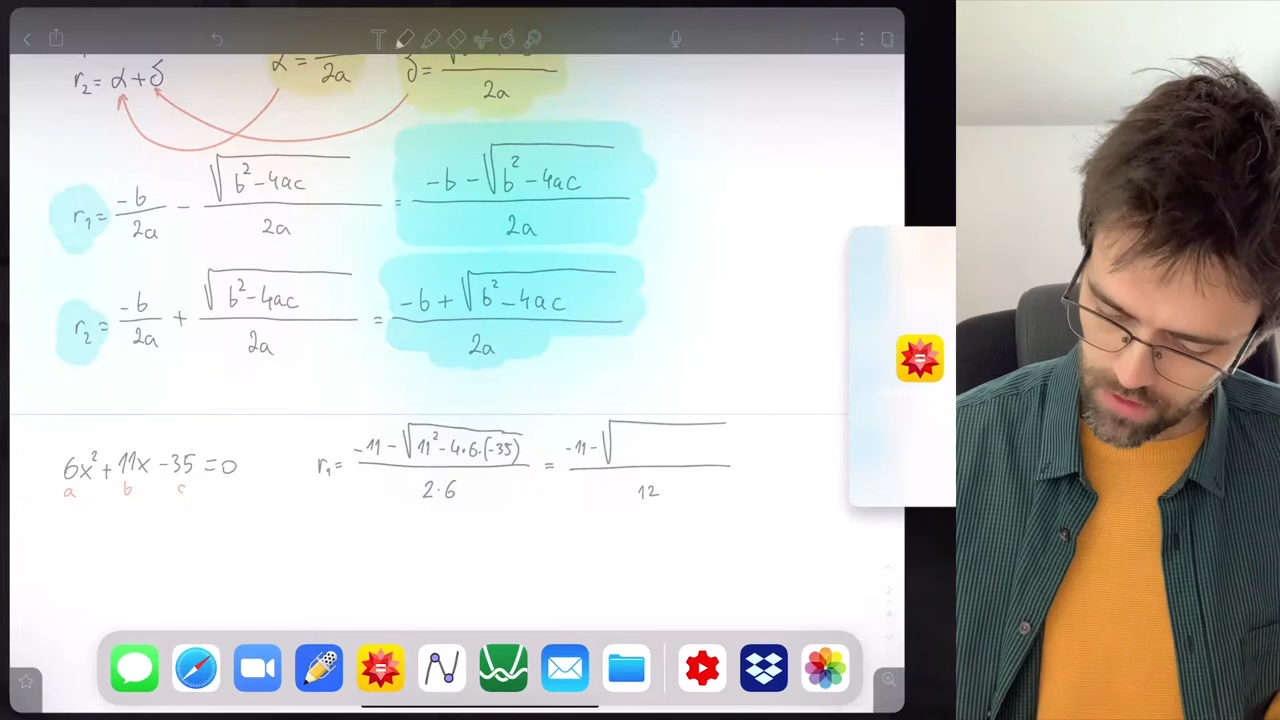 r₂ = α + δ
α = 2a
δ = 2a
r₁ = -b/2a - √(b² - 4ac)/2a = (-b - √(b² - 4ac))/2a
r₂ = -b/2a + √(b² - 4ac)/2a = (-b + √(b² - 4ac))/2a
6x² + 11x - 35 = 0
a b c
r₁ = (-11 - √(11² - 4·6·(-35)))/(2·6) = (-11 - √)/12